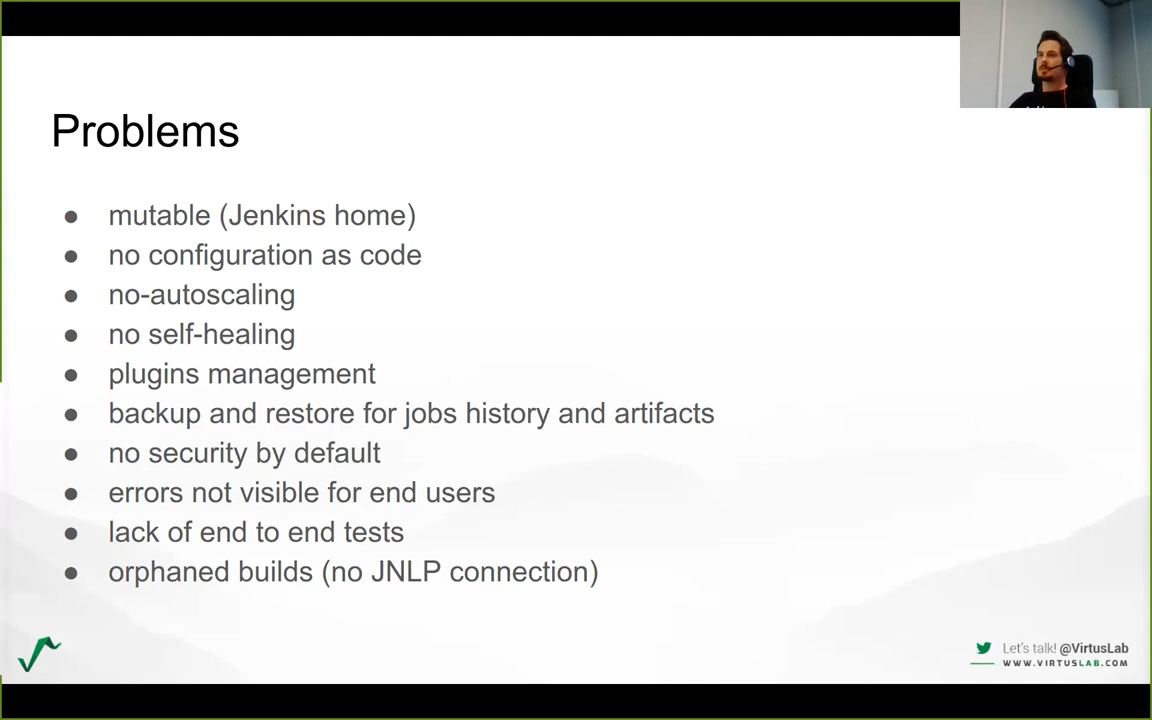 Problems
● mutable (Jenkins home)
● no configuration as code
● no-autoscaling
● no self-healing
● plugins management
● backup and restore for jobs history and artifacts
● no security by default
● errors not visible for end users
● lack of end to end tests
● orphaned builds (no JNLP connection)
Let's talk! @VirtusLab
WWW.VIRTUSLAB.COM